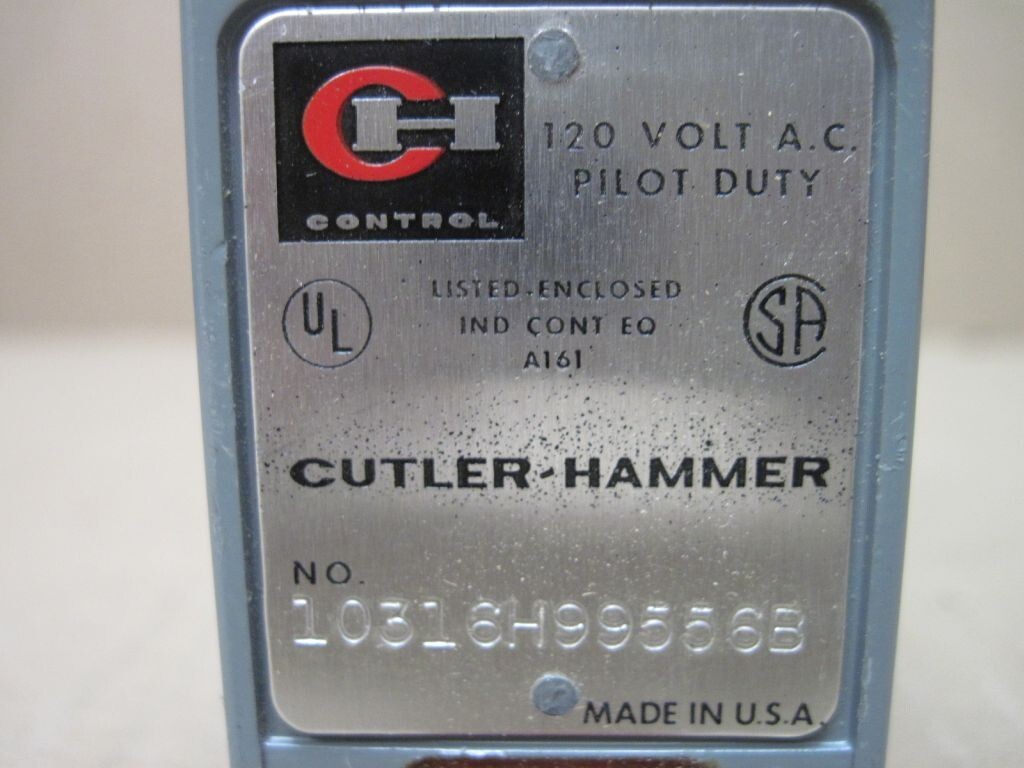 CH
CONTROL
120 VOLT A.C.
PILOT DUTY
UL
LISTED-ENCLOSED
IND CONT EQ
A161
SA
CUTLER-HAMMER
NO.
10316H99556B
MADE IN U.S.A.